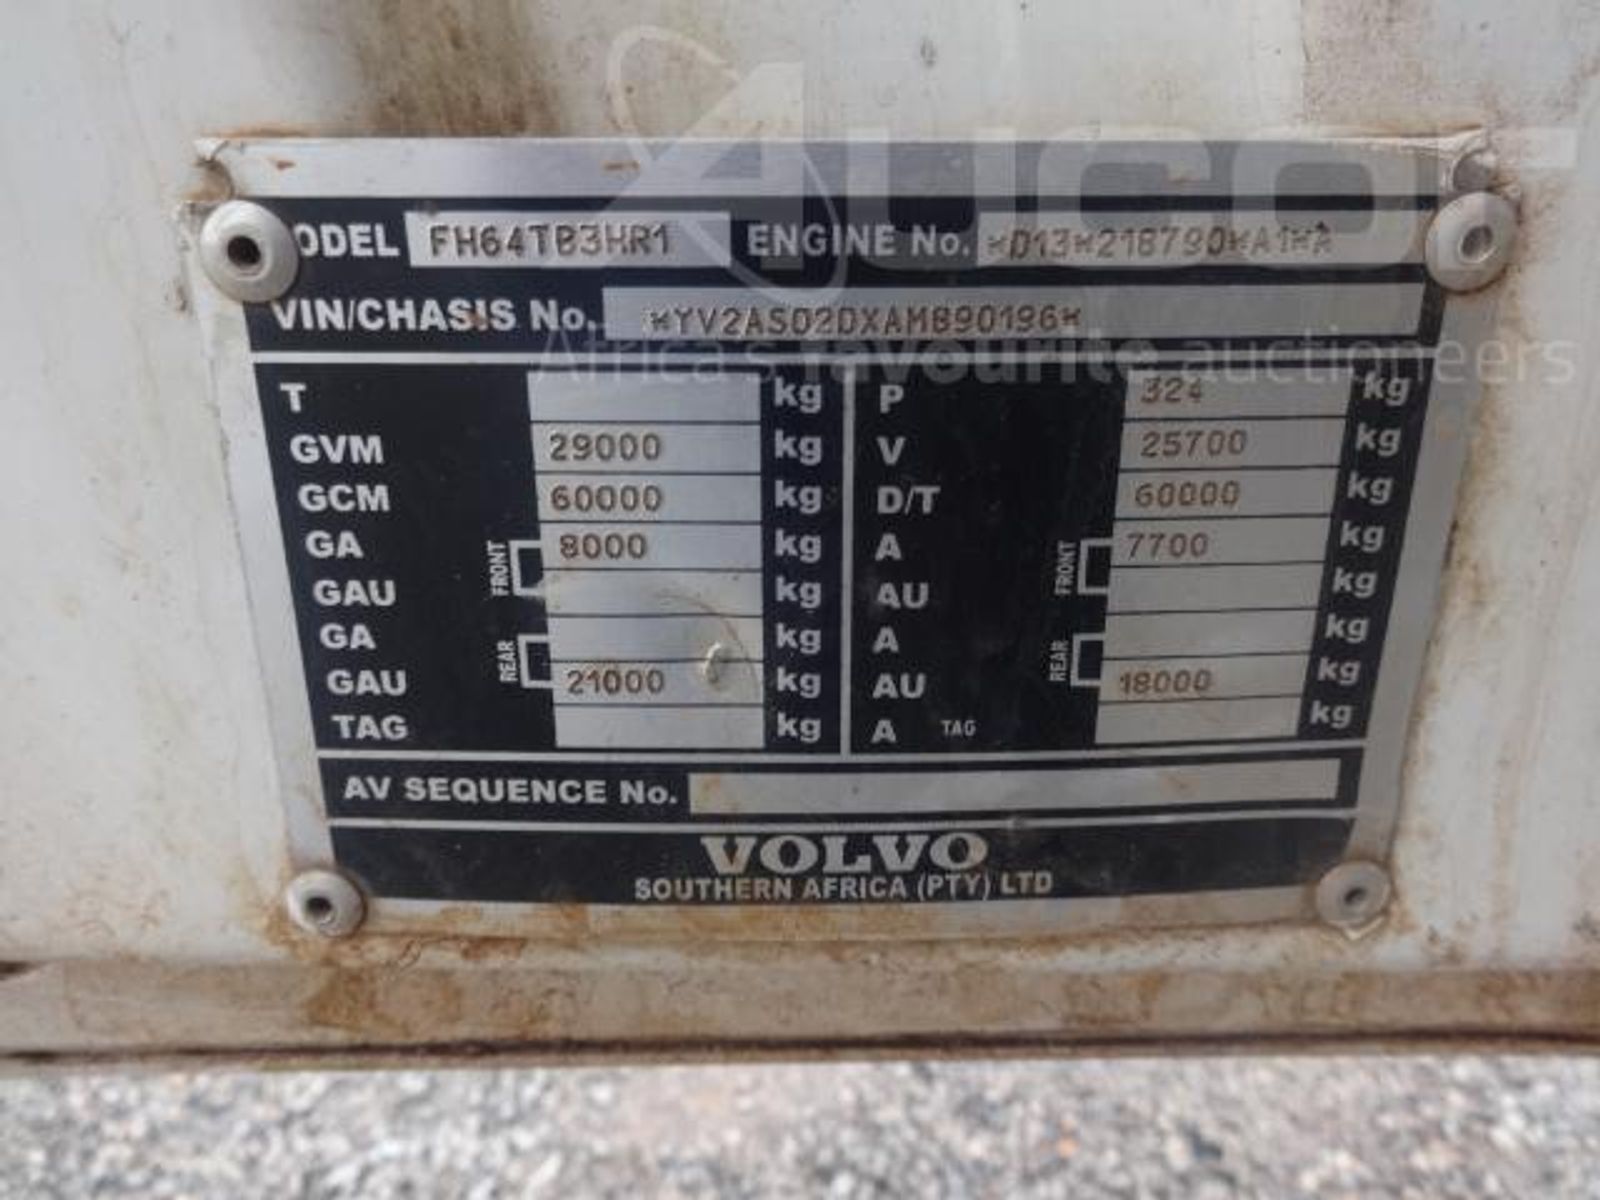 AUCOR
Africa's favourite auctioneers
MODEL FH64TB3HR1 ENGINE No. *D13*218790*A1*A
VIN/CHASIS No. *YV2AS02DXAM890196*
T kg P 324 kg
GVM 29000 kg V 25700 kg
GCM 60000 kg D/T 60000 kg
GA FRONT 8000 kg A FRONT 7700 kg
GAU kg AU kg
GA REAR kg A REAR kg
GAU 21000 kg AU 18000 kg
TAG kg A TAG kg
AV SEQUENCE No.
VOLVO
SOUTHERN AFRICA (PTY) LTD